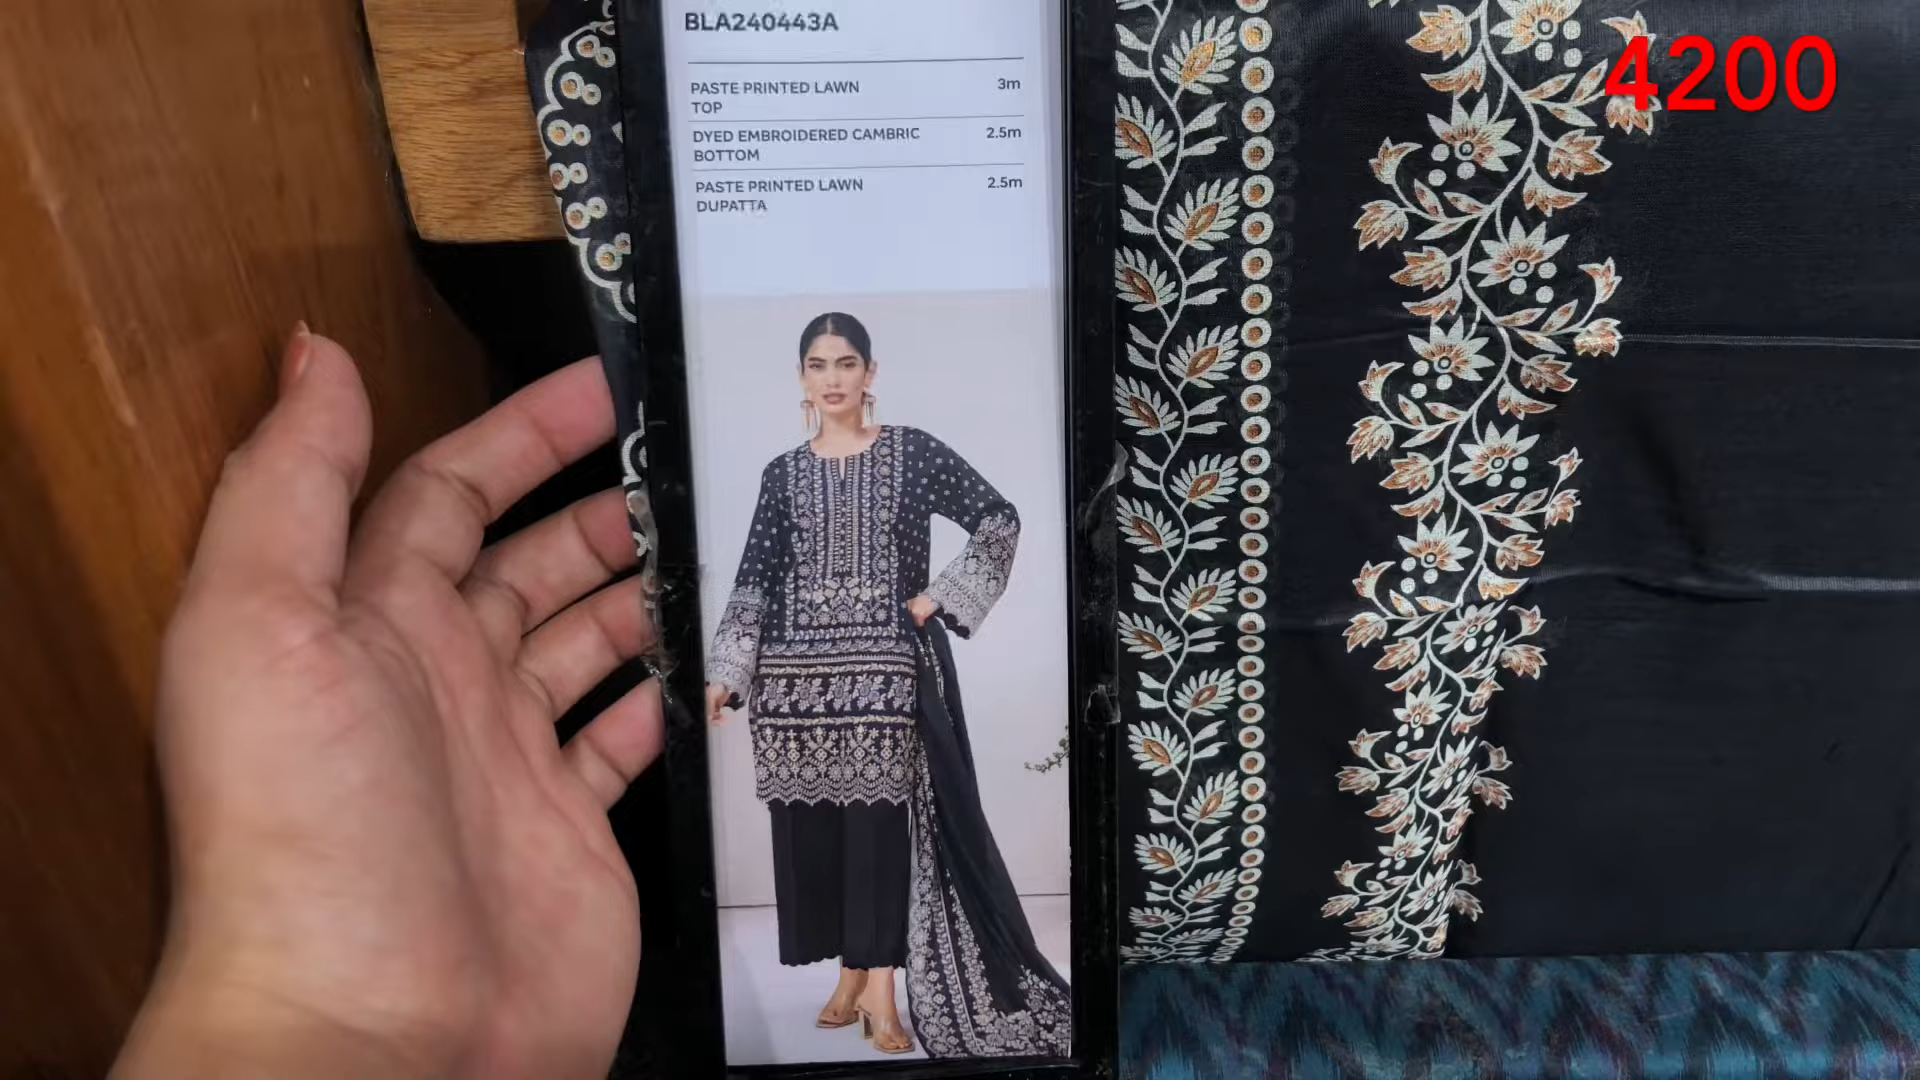 BLA240443A
4200
PASTE PRINTED LAWN 3m
TOP
DYED EMBROIDERED CAMBRIC 2.5m
BOTTOM
PASTE PRINTED LAWN 2.5m
DUPATTA